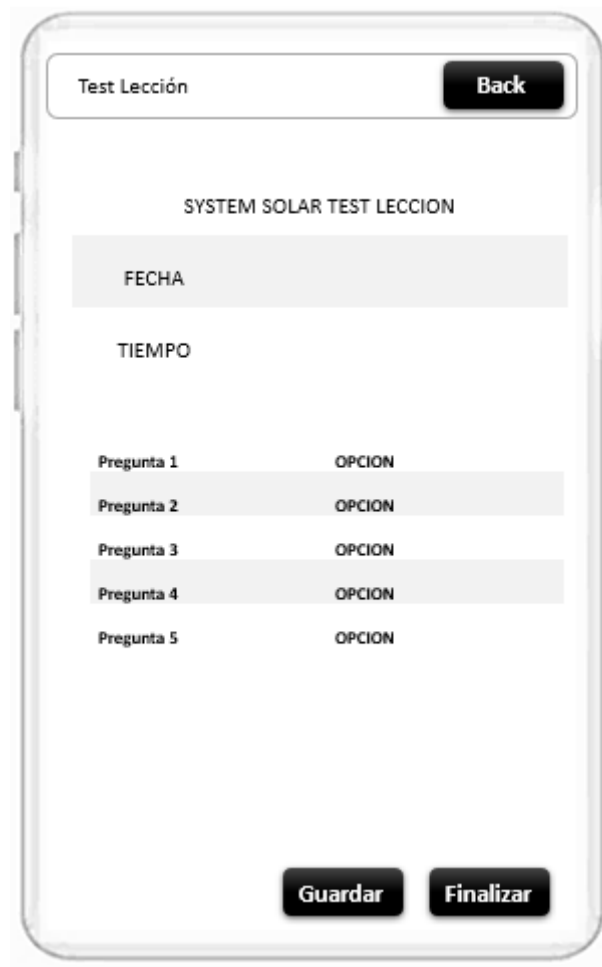 Test Lección
Back
SYSTEM SOLAR TEST LECCION
FECHA
TIEMPO
Pregunta 1 OPCION
Pregunta 2 OPCION
Pregunta 3 OPCION
Pregunta 4 OPCION
Pregunta 5 OPCION
Guardar Finalizar